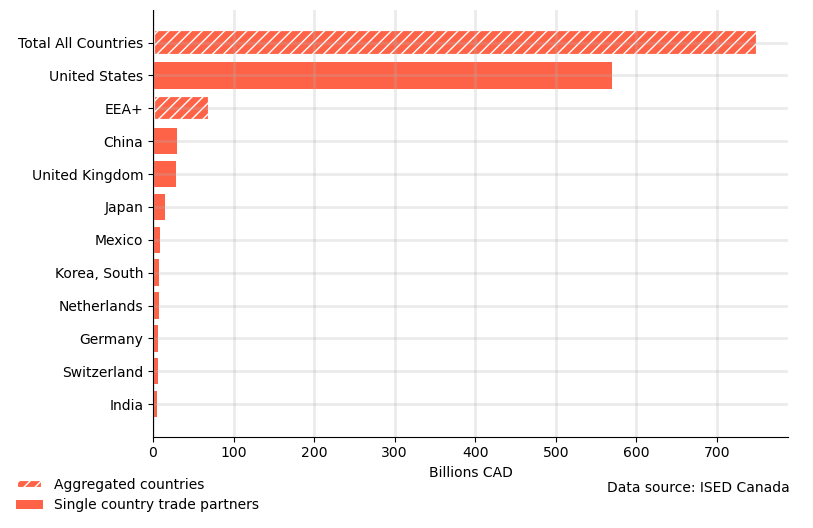 Total All Countries
United States
EEA+
China
United Kingdom
Japan
Mexico
Korea, South
Netherlands
Germany
Switzerland
India
0 100 200 300 400 500 600 700
Billions CAD
Aggregated countries
Single country trade partners
Data source: ISED Canada